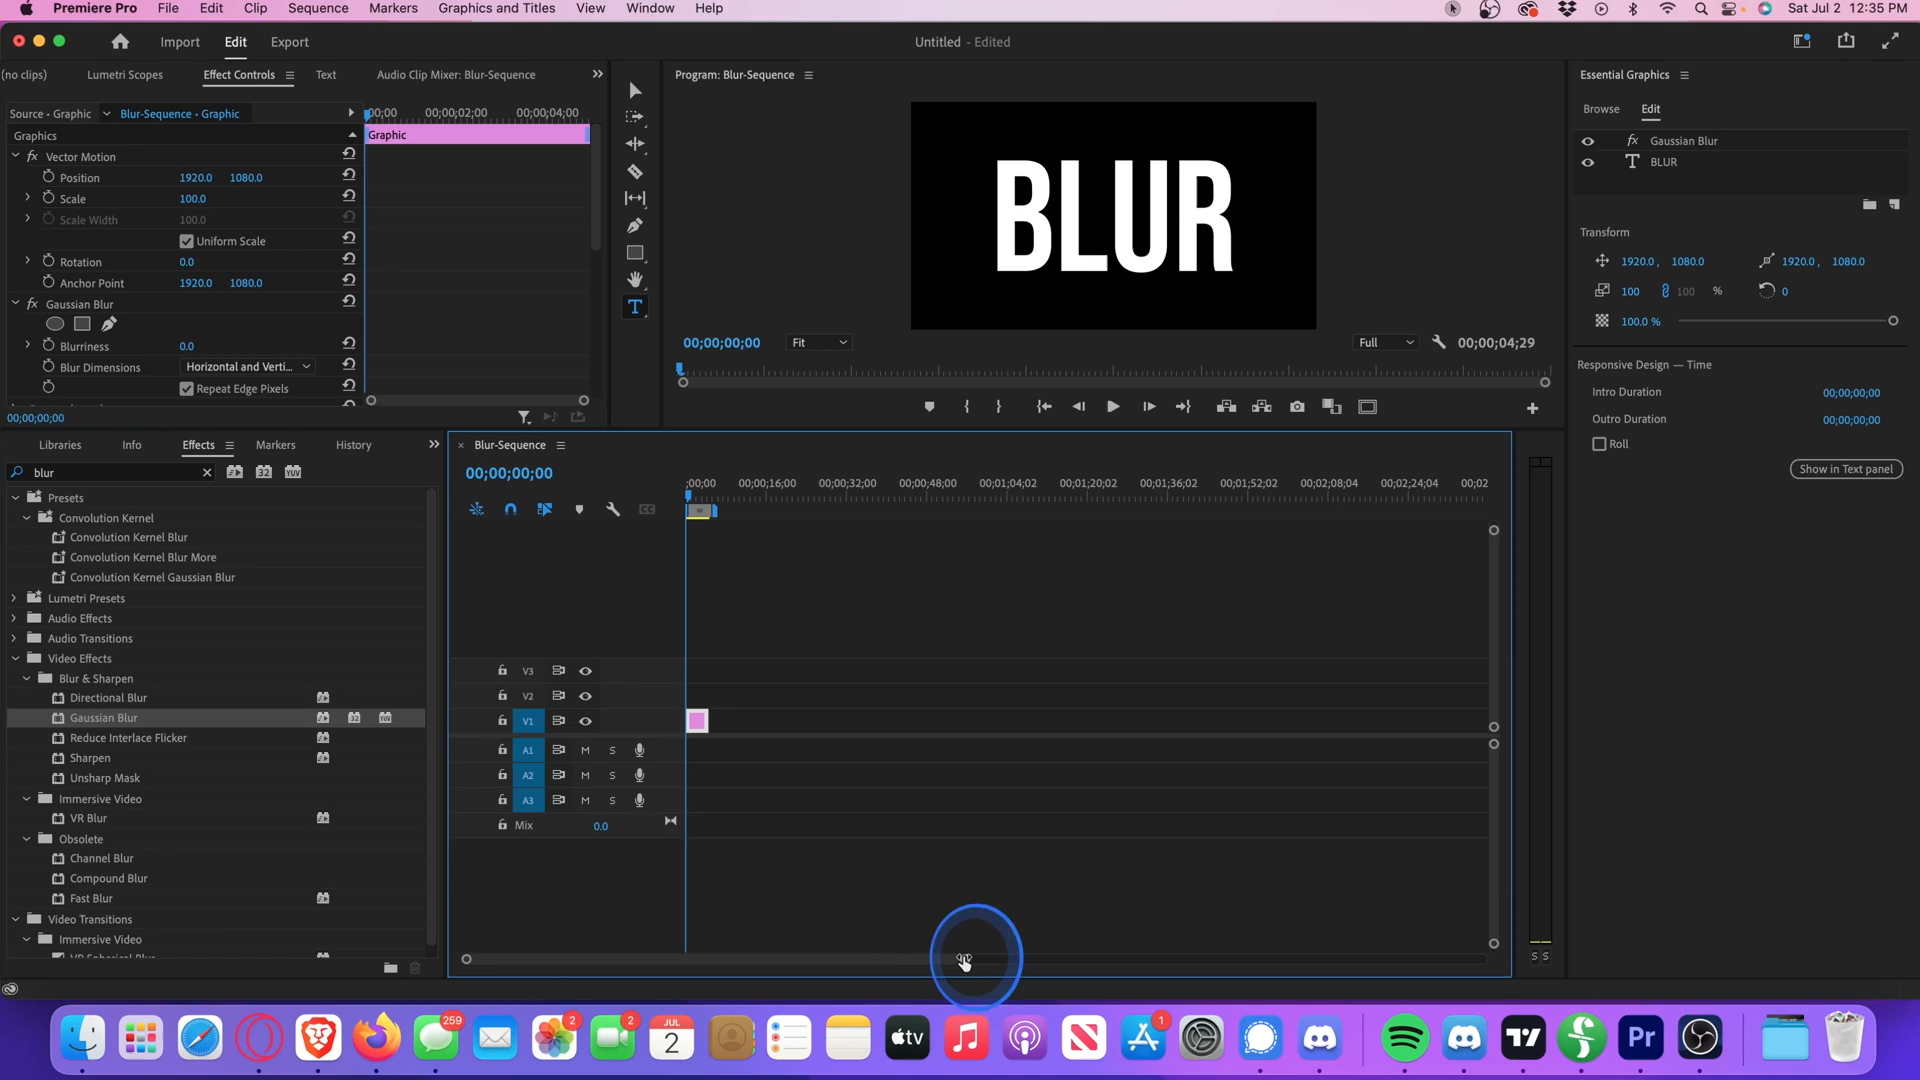 Premiere Pro File Edit Clip Sequence Markers Graphics and Titles View Window Help Sat Jul 2 12:35 PM
Import Edit Export Untitled - Edited
(no clips) Lumetri Scopes Effect Controls Text Audio Clip Mixer: Blur-Sequence
Source · Graphic Blur-Sequence · Graphic
00;00 00;00;02;00 00;00;04;00
Graphics
Graphic
fx Vector Motion
Position 1920.0 1080.0
Scale 100.0
Scale Width 100.0
Uniform Scale
Rotation 0.0
Anchor Point 1920.0 1080.0
fx Gaussian Blur
Blurriness 0.0
Blur Dimensions Horizontal and Verti...
Repeat Edge Pixels
00;00;00;00
Program: Blur-Sequence
BLUR
00;00;00;00 Fit Full 00;00;04;29
Essential Graphics
Browse Edit
fx Gaussian Blur
T BLUR
Transform
1920.0 , 1080.0 1920.0 , 1080.0
100 100 % 0
100.0 %
Responsive Design — Time
Intro Duration 00;00;00;00
Outro Duration 00;00;00;00
Roll
Show in Text panel
Libraries Info Effects Markers History
blur
32 YUV
Presets
Convolution Kernel
Convolution Kernel Blur
Convolution Kernel Blur More
Convolution Kernel Gaussian Blur
Lumetri Presets
Audio Effects
Audio Transitions
Video Effects
Blur & Sharpen
Directional Blur
Gaussian Blur 32 YUV
Reduce Interlace Flicker
Sharpen
Unsharp Mask
Immersive Video
VR Blur
Obsolete
Channel Blur
Compound Blur
Fast Blur
Video Transitions
Immersive Video
× Blur-Sequence
00;00;00;00
;00;00 00;00;16;00 00;00;32;00 00;00;48;00 00;01;04;02 00;01;20;02 00;01;36;02 00;01;52;02 00;02;08;04 00;02;24;04 00;02
CC
V3
V2
V1
A1 M S
A2 M S
A3 M S
Mix 0.0
S S
259 2 2 JUL 2 tv 1 Pr